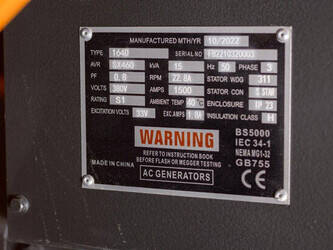 MANUFACTURED MTH/YR 10/2022
TYPE 1640 SERIAL NO
AVR SX460 kVA 15 Hz 50 PHASE 3
PF 0.8 RPM 22.8A STATOR WDG 311
VOLTS 380V AMPS 1500 STATOR CON S.STAR
RATING S1 AMBIENT TEMP 40°C ENCLOSURE IP 23
EXCITATION VOLTS 33V EXC AMPS INSULATION CLASS H
WARNING
REFER TO INSTRUCTION BOOK
BEFORE FLASH OR MEGGER TESTING
MADE IN CHINA
AC GENERATORS
BS5000
IEC 34-1
NEMA MG1-32
GB755
CE